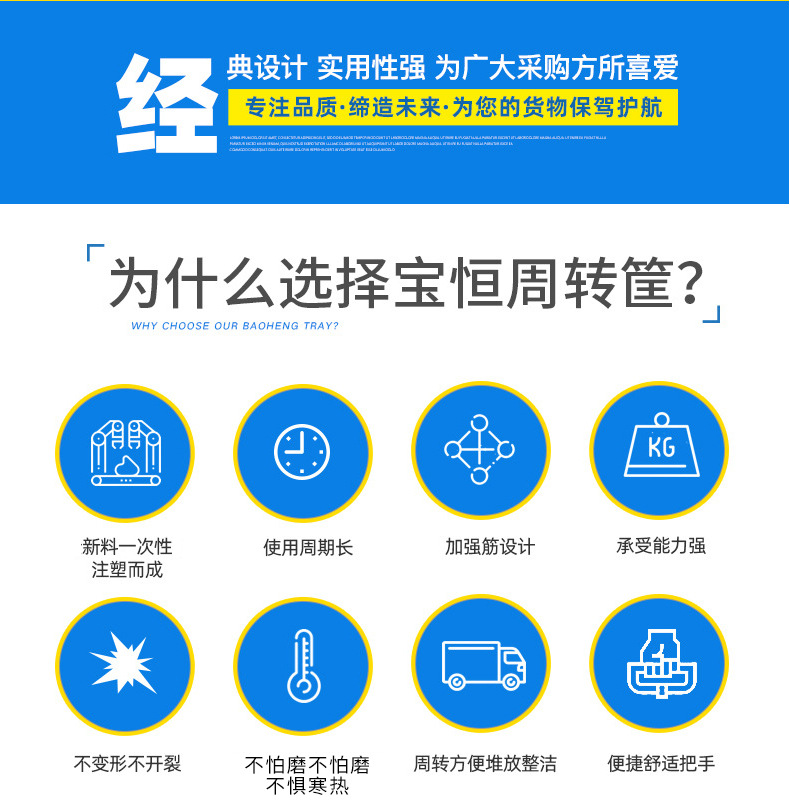 经典设计 实用性强 为广大采购方所喜爱
专注品质·缔造未来·为您的货物保驾护航
为什么选择宝恒周转筐?
WHY CHOOSE OUR BAOHENG TRAY?
KG
新料一次性
注塑而成
使用周期长
加强筋设计
承受能力强
不变形不开裂
不怕磨不怕磨
不惧寒热
周转方便堆放整洁
便捷舒适把手